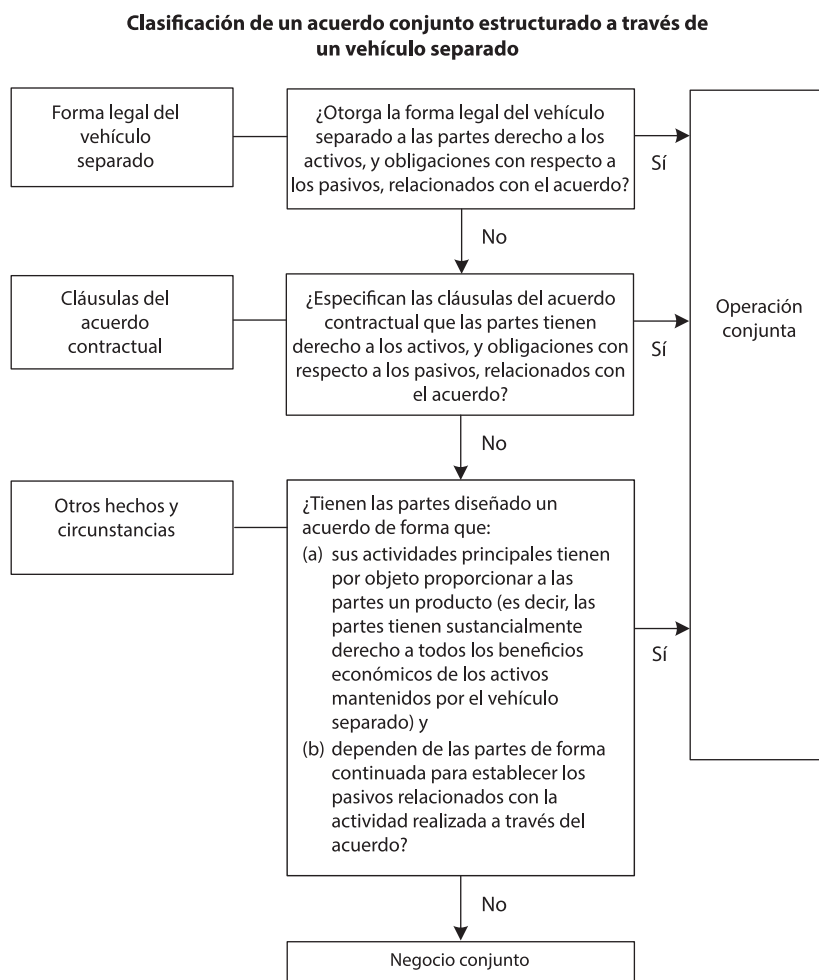 Clasificación de un acuerdo conjunto estructurado a través de
un vehículo separado
Forma legal del
vehículo
separado
¿Otorga la forma legal del vehículo
separado a las partes derecho a los
activos, y obligaciones con respecto a
los pasivos, relacionados con el acuerdo?
Sí
No
Cláusulas del
acuerdo
contractual
¿Especifican las cláusulas del acuerdo
contractual que las partes tienen
derecho a los activos, y obligaciones con
respecto a los pasivos, relacionados con
el acuerdo?
Sí
Operación
conjunta
No
Otros hechos y
circunstancias
¿Tienen las partes diseñado un
acuerdo de forma que:
(a) sus actividades principales tienen
por objeto proporcionar a las
partes un producto (es decir, las
partes tienen sustancialmente
derecho a todos los beneficios
económicos de los activos
mantenidos por el vehículo
separado) y
(b) dependen de las partes de forma
continuada para establecer los
pasivos relacionados con la
actividad realizada a través del
acuerdo?
Sí
No
Negocio conjunto